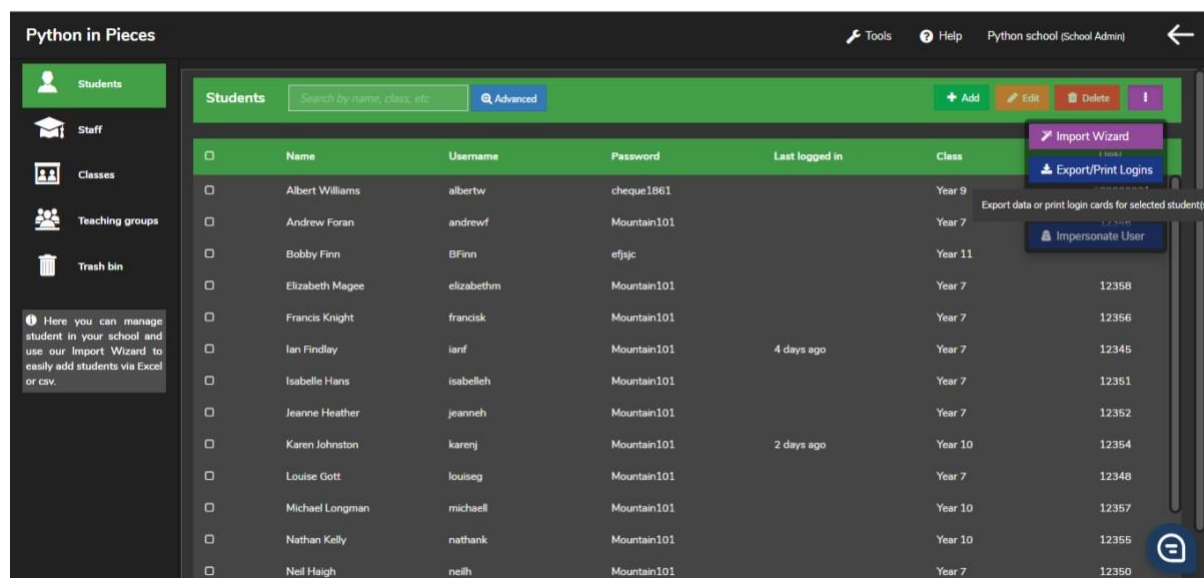 Python in Pieces
Tools Help Python school (School Admin)
Students
Staff
Classes
Teaching groups
Trash bin
Here you can manage
student in your school and
use our Import Wizard to
easily add students via Excel
or csv.
Students Search by name, class, etc Advanced + Add Edit Delete
Import Wizard
Export/Print Logins
Export data or print login cards for selected student(s
Impersonate User
Name Username Password Last logged in Class
Albert Williams albertw cheque1861 Year 9
Andrew Foran andrewf Mountain101 Year 7
Bobby Finn BFinn efjsjc Year 11
Elizabeth Magee elizabethm Mountain101 Year 7 12358
Francis Knight francisk Mountain101 Year 7 12356
Ian Findlay ianf Mountain101 4 days ago Year 7 12345
Isabelle Hans isabelleh Mountain101 Year 7 12351
Jeanne Heather jeanneh Mountain101 Year 7 12352
Karen Johnston karenj Mountain101 2 days ago Year 10 12354
Louise Gott louiseg Mountain101 Year 7 12348
Michael Longman michaell Mountain101 Year 10 12357
Nathan Kelly nathank Mountain101 Year 10 12355
Neil Haigh neilh Mountain101 Year 7 12350